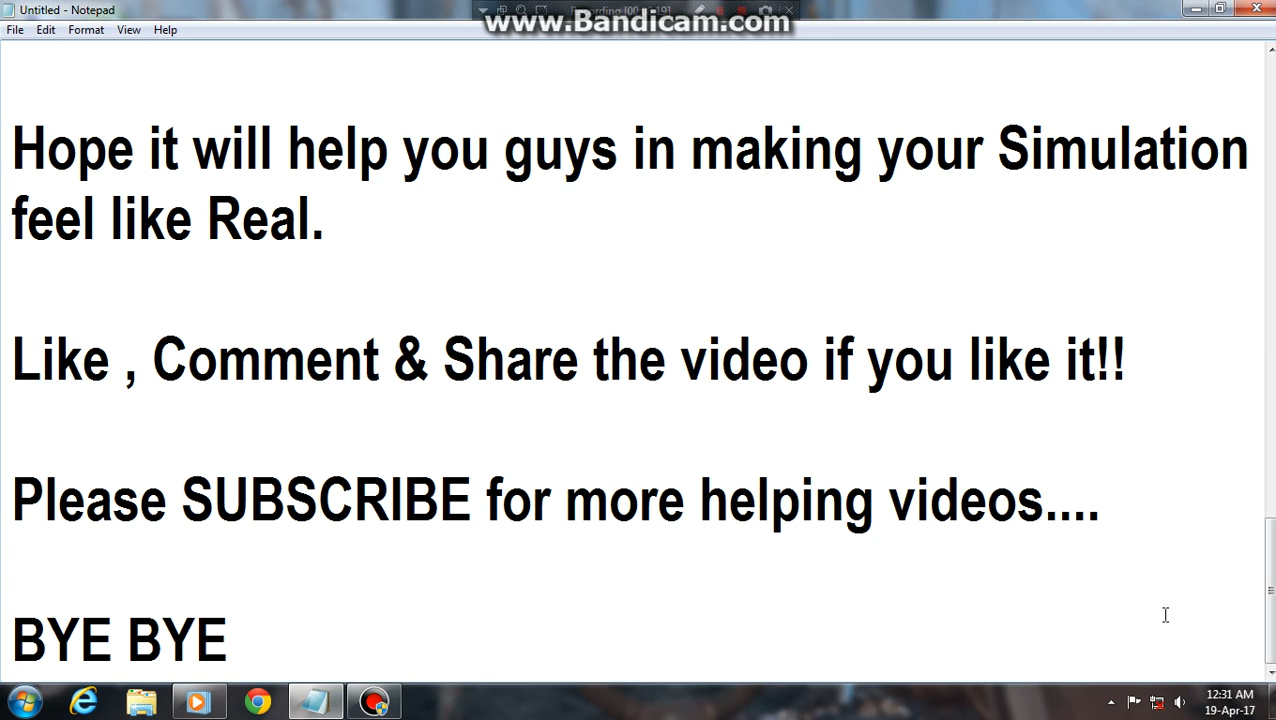 Untitled - Notepad
www.Bandicam.com
File Edit Format View Help
Hope it will help you guys in making your Simulation
feel like Real.
Like , Comment & Share the video if you like it!!
Please SUBSCRIBE for more helping videos....
BYE BYE
12:31 AM
19-Apr-17